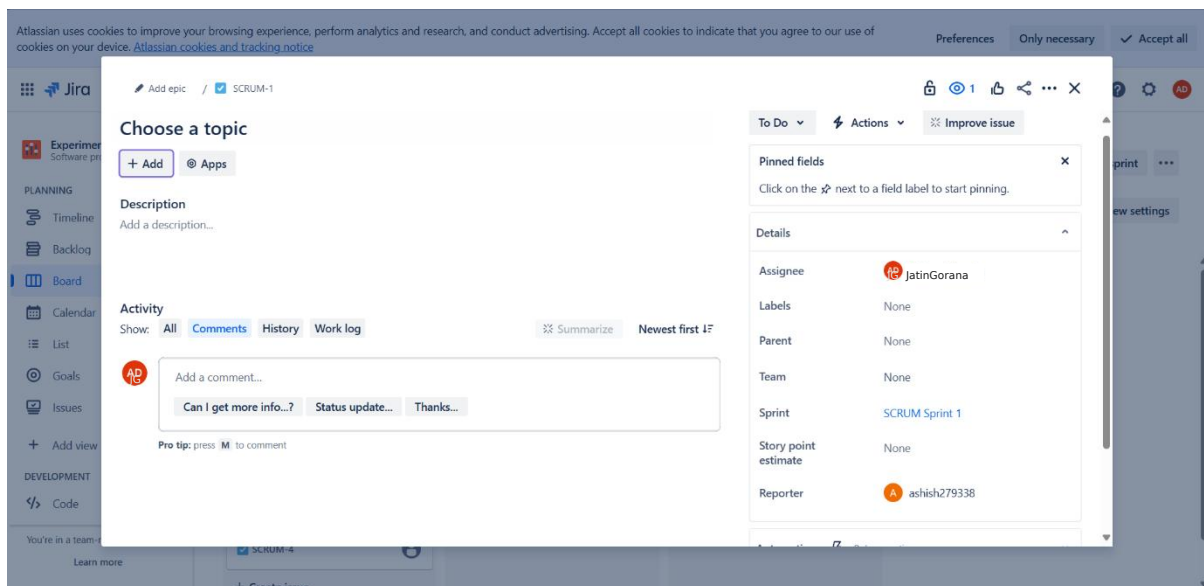 Atlassian uses cookies to improve your browsing experience, perform analytics and research, and conduct advertising. Accept all cookies to indicate that you agree to our use of
cookies on your device. Atlassian cookies and tracking notice
Preferences
Only necessary
Accept all
Jira
AD
Experimen
Software pro
PLANNING
Timeline
Backlog
Board
Calendar
List
Goals
Issues
+ Add view
DEVELOPMENT
Code
You're in a team-
Learn more
Add epic / SCRUM-1
1
Choose a topic
+ Add
Apps
Description
Add a description...
Activity
Show: All Comments History Work log
Summarize
Newest first
Add a comment...
Can I get more info...? Status update... Thanks...
Pro tip: press M to comment
To Do
Actions
Improve issue
Pinned fields
Click on the next to a field label to start pinning.
Details
Assignee JatinGorana
Labels None
Parent None
Team None
Sprint SCRUM Sprint 1
Story point
estimate None
Reporter A ashish279338
print
ew settings
SCRUM-4